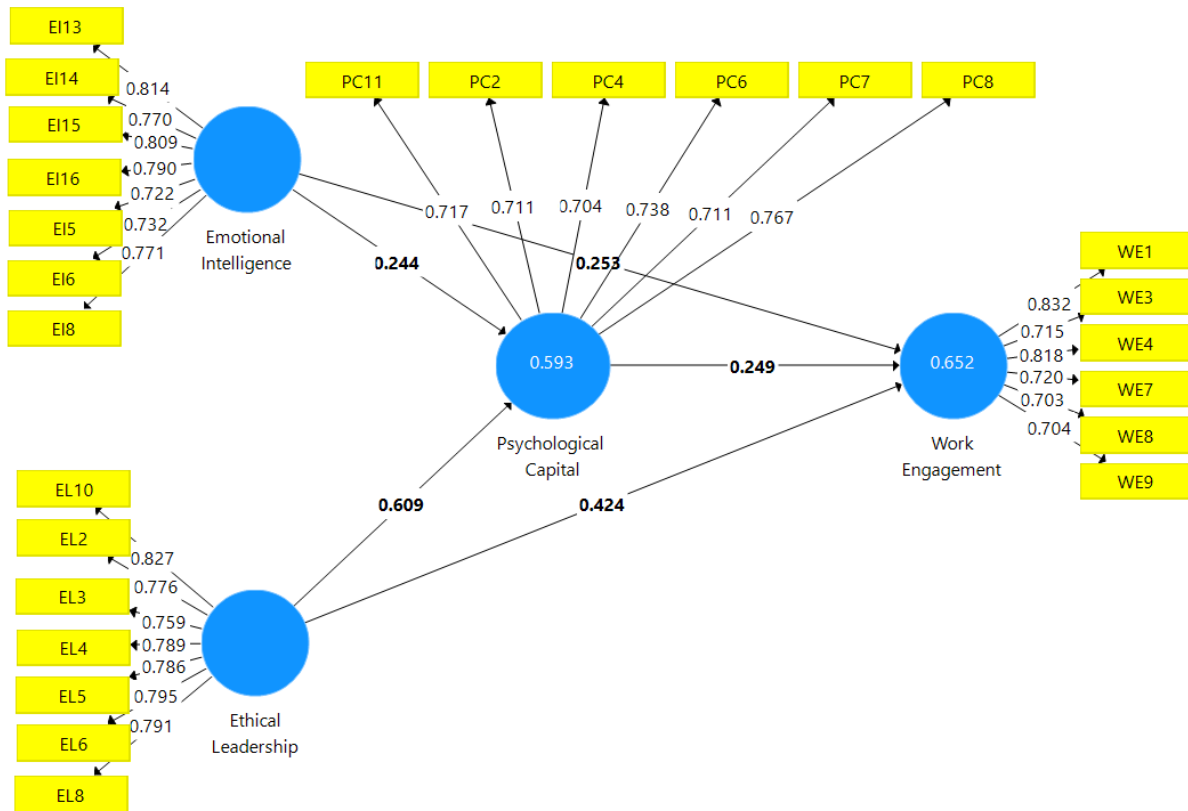 EI13
EI14
EI15
EI16
EI5
EI6
EI8
0.814
0.770
0.809
0.790
0.722
0.732
0.771
Emotional
Intelligence
PC11
PC2
PC4
PC6
PC7
PC8
0.717
0.711
0.704
0.738
0.711
0.767
0.244
0.253
0.593
Psychological
Capital
0.249
0.652
Work
Engagement
0.832
0.715
0.818
0.720
0.703
0.704
WE1
WE3
WE4
WE7
WE8
WE9
0.609
0.424
EL10
EL2
EL3
EL4
EL5
EL6
EL8
0.827
0.776
0.759
0.789
0.786
0.795
0.791
Ethical
Leadership